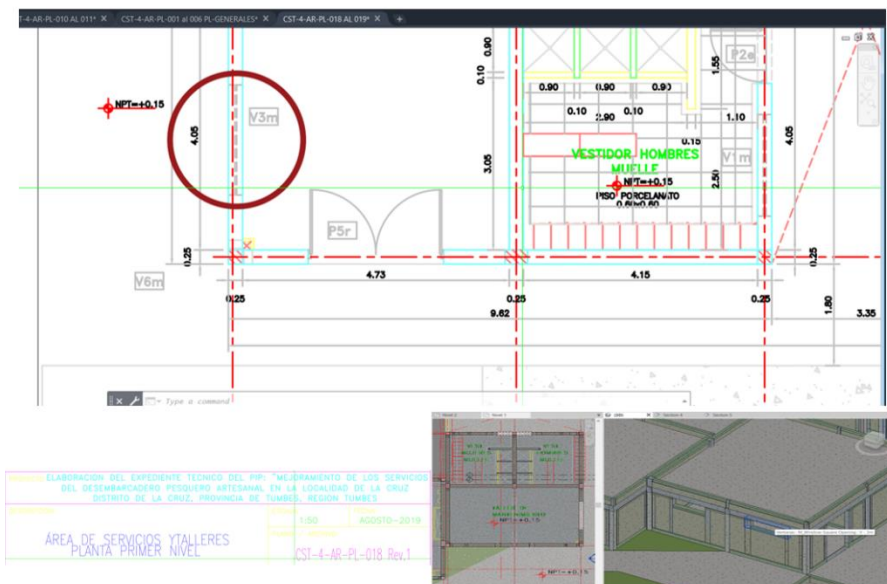 T-4-AR-PL-010 AL 011* × CST-4-AR-PL-001 al 006 PL-GENERALES* × CST-4-AR-PL-018 AL 019* × +
P2e
0.90
1.55
0.10
0.90 0.90 0.90
NPT=+0.15
V3m
0.10 0.10
2.90
1.10
0.15
4.05
3.05
VESTIDOR HOMBRES
MUELLE
V1m
4.05
2.50
NPT=+0.15
PISO PORCELANATO
0.60x0.60
P5r
0.25
0.25
V6m
4.73
4.15
0.25
0.25
0.25
9.62
1.80
3.35
Type a command
ELABORACION DEL EXPEDIENTE TECNICO DEL PIP: "MEJORAMIENTO DE LOS SERVICIOS
DEL DESEMBARCADERO PESQUERO ARTESANAL EN LA LOCALIDAD DE LA CRUZ
DISTRITO DE LA CRUZ, PROVINCIA DE TUMBES, REGION TUMBES
1:50
AGOSTO-2019
ÁREA DE SERVICIOS YTALLERES
PLANTA PRIMER NIVEL
CST-4-AR-PL-018 Rev.1
NPT=+0.15
NPT=+0.15